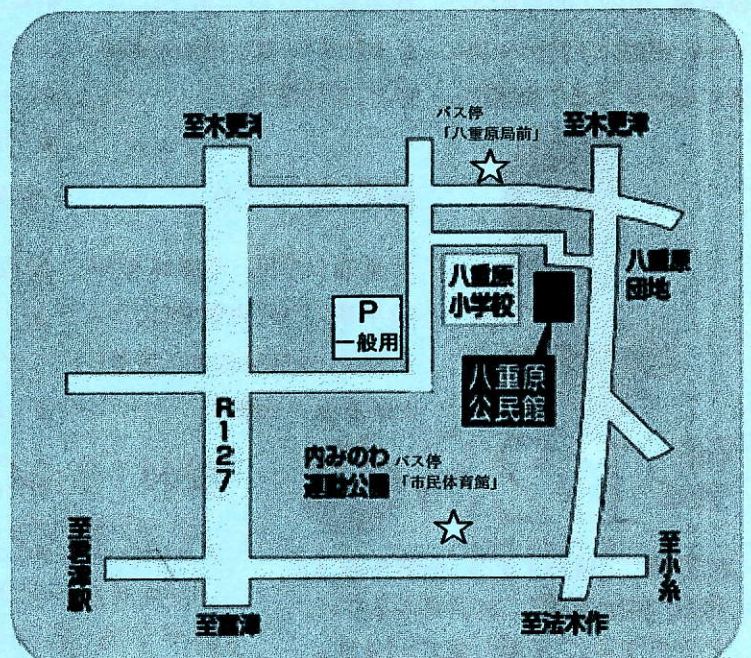 至木更津
バス停
「八重原局前」
至木更津
八重原
団地
八重原
小学校
P
一般用
八重原
公民館
R127
内みのわ
運動公園
バス停
「市民体育館」
至君津駅
至小糸
至富津
至法木作